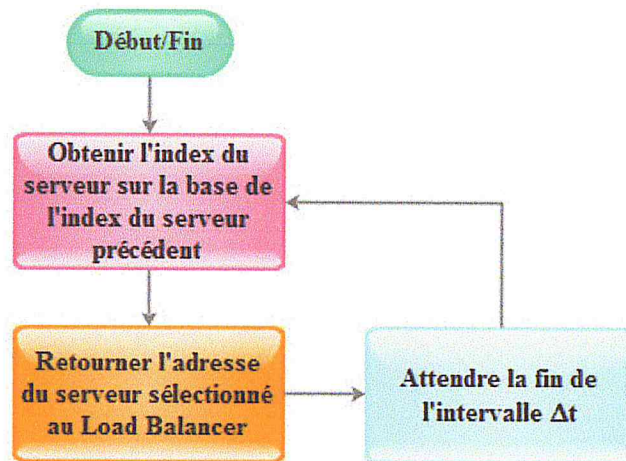 Début/Fin
Obtenir l'index du
serveur sur la base de
l'index du serveur
précédent
Retourner l'adresse
du serveur sélectionné
au Load Balancer
Attendre la fin de
l'intervalle Δt